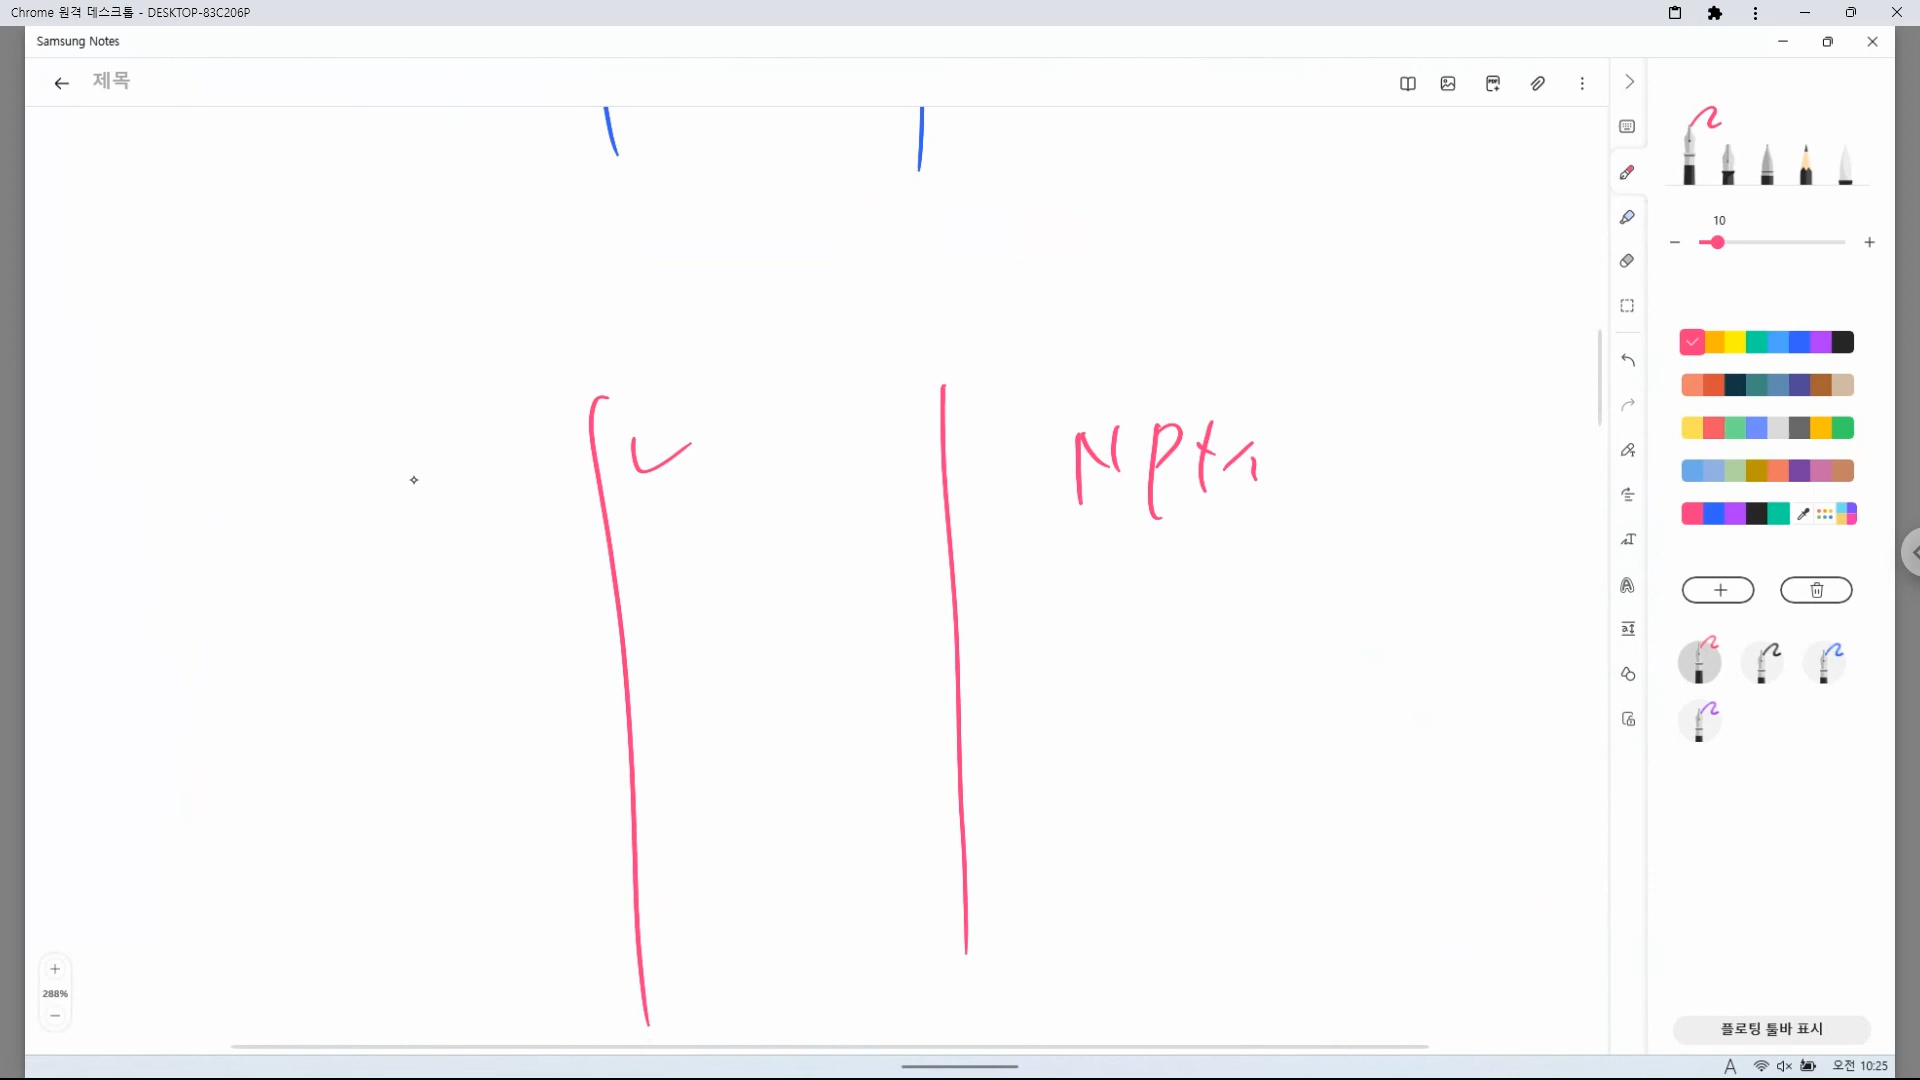 Chrome 원격 데스크톱 - DESKTOP-83C206P
Samsung Notes
제목
PDF
10
288%
플로팅 툴바 표시
A 오전 10:25